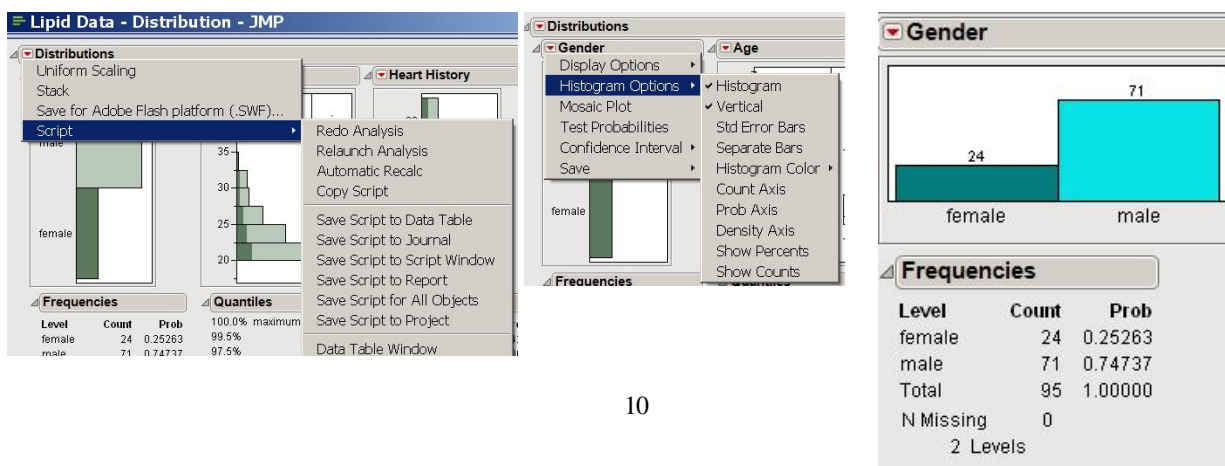 Lipid Data - Distribution - JMP
Distributions
Uniform Scaling
Stack
Save for Adobe Flash platform (.SWF)...
Script
Heart History
Redo Analysis
Relaunch Analysis
Automatic Recalc
Copy Script
Save Script to Data Table
Save Script to Journal
Save Script to Script Window
Save Script to Report
Save Script for All Objects
Save Script to Project
Data Table Window
male
female
35
30
25
20
Frequencies
Level Count Prob
female 24 0.25263
male 71 0.74737
Quantiles
100.0% maximum
99.5%
97.5%
Distributions
Gender
Age
Display Options
Histogram Options
Mosaic Plot
Test Probabilities
Confidence Interval
Save
Histogram
Vertical
Std Error Bars
Separate Bars
Histogram Color
Count Axis
Prob Axis
Density Axis
Show Percents
Show Counts
female
Frequencies
Quantiles
10
Gender
24
71
female male
Frequencies
Level Count Prob
female 24 0.25263
male 71 0.74737
Total 95 1.00000
N Missing 0
2 Levels